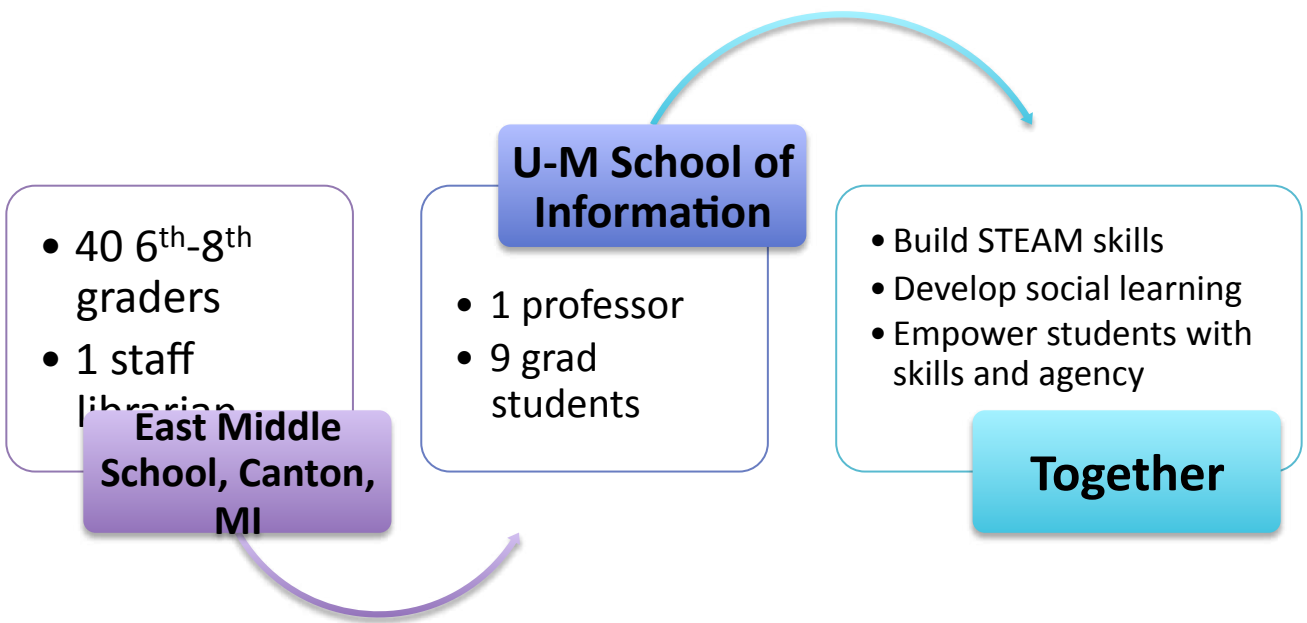 • 40 6th-8th
graders
• 1 staff
librarian
East Middle
School, Canton,
MI
U-M School of
Information
• 1 professor
• 9 grad
students
• Build STEAM skills
• Develop social learning
• Empower students with
skills and agency
Together